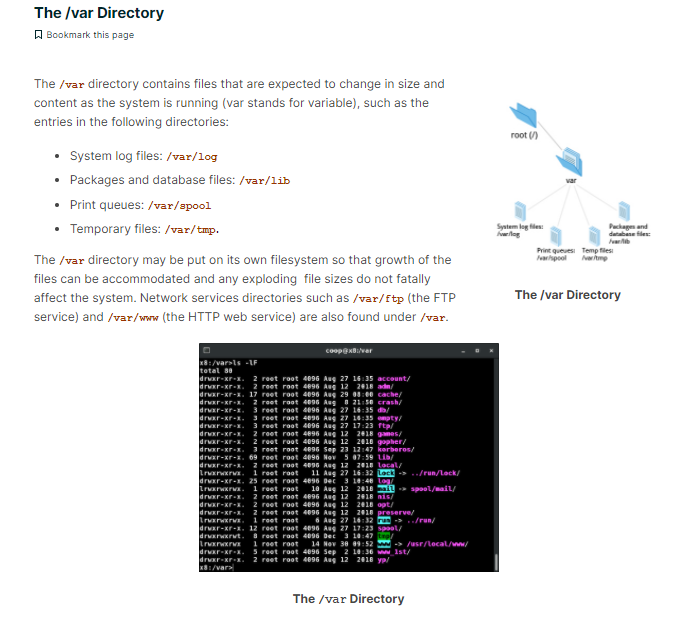 The /var Directory
Bookmark this page
The /var directory contains files that are expected to change in size and
content as the system is running (var stands for variable), such as the
entries in the following directories:
• System log files: /var/log
• Packages and database files: /var/lib
• Print queues: /var/spool
• Temporary files: /var/tmp.
The /var directory may be put on its own filesystem so that growth of the
files can be accommodated and any exploding  file sizes do not fatally
affect the system. Network services directories such as /var/ftp (the FTP
service) and /var/www (the HTTP web service) are also found under /var.
root (/)
var
System log files:
/var/log
Print queues:
/var/spool
Temp files:
/var/tmp
Packages and
database files:
/var/lib
The /var Directory
coop@x8:/var
x8:/var>ls -lF
total 80
drwxr-xr-x.  2 root root 4096 Aug 27 16:35 account/
drwxr-xr-x.  2 root root 4096 Aug 12  2018 adm/
drwxr-xr-x. 17 root root 4096 Aug 29 08:00 cache/
drwxr-xr-x.  2 root root 4096 Aug  8 21:50 crash/
drwxr-xr-x.  3 root root 4096 Aug 27 16:35 db/
drwxr-xr-x.  3 root root 4096 Aug 27 16:35 empty/
drwxr-xr-x.  3 root root 4096 Aug 27 17:23 ftp/
drwxr-xr-x.  2 root root 4096 Aug 12  2018 games/
drwxr-xr-x.  2 root root 4096 Aug 12  2018 gopher/
drwxr-xr-x.  3 root root 4096 Sep 23 12:47 kerberos/
drwxr-xr-x. 69 root root 4096 Nov  5 07:59 lib/
drwxr-xr-x.  2 root root 4096 Aug 12  2018 local/
lrwxrwxrwx.  1 root root   11 Aug 27 16:32 lock -> ../run/lock/
drwxr-xr-x. 25 root root 4096 Dec  3 10:40 log/
lrwxrwxrwx.  1 root root   10 Aug 12  2018 mail -> spool/mail/
drwxr-xr-x.  2 root root 4096 Aug 12  2018 nis/
drwxr-xr-x.  2 root root 4096 Aug 12  2018 opt/
drwxr-xr-x.  2 root root 4096 Aug 12  2018 preserve/
lrwxrwxrwx.  1 root root    6 Aug 27 16:32 run -> ../run/
drwxr-xr-x. 12 root root 4096 Aug 27 17:23 spool/
drwxrwxrwt.  8 root root 4096 Dec  3 10:47
lrwxrwxrwx   1 root root   14 Nov 30 09:52 www -> /usr/local/www/
drwxr-xr-x.  5 root root 4096 Sep  2 10:36
drwxr-xr-x.  2 root root 4096 Aug 12  2018 yp/
x8:/var>
The /var Directory